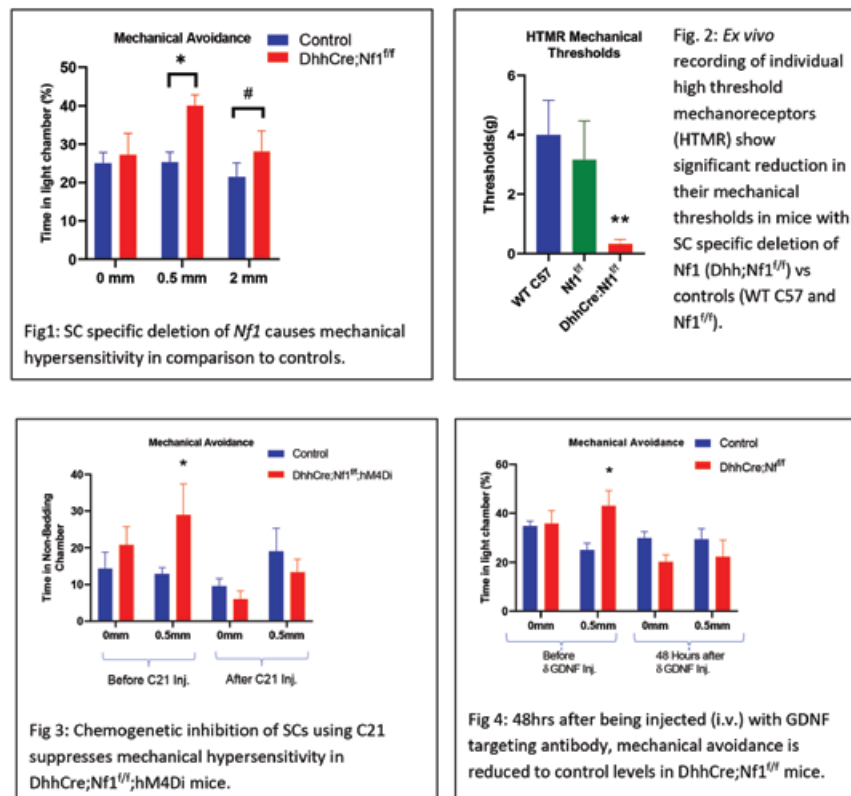 Mechanical Avoidance
Control
DhhCre;Nf1f/f
*
#
50
40
30
20
10
0
Time in light chamber (%)
0 mm 0.5 mm 2 mm
Fig1: SC specific deletion of Nf1 causes mechanical
hypersensitivity in comparison to controls.
HTMR Mechanical
Thresholds
6
4
2
0
Thresholds(g)
**
WT C57
Nf1f/f
DhhCre:Nf1f/f
Fig. 2: Ex vivo
recording of individual
high threshold
mechanoreceptors
(HTMR) show
significant reduction in
their mechanical
thresholds in mice with
SC specific deletion of
Nf1 (Dhh;Nf1f/f) vs
controls (WT C57 and
Nf1f/f).
Mechanical Avoidance
Control
DhhCre;Nf1f/f;hM4Di
*
40
30
20
10
0
Time in Non-Bedding
Chamber
0mm 0.5mm 0mm 0.5mm
Before C21 Inj. After C21 Inj.
Fig 3: Chemogenetic inhibition of SCs using C21
suppresses mechanical hypersensitivity in
DhhCre;Nf1f/f;hM4Di mice.
Mechanical Avoidance
Control
DhhCre;Nff/f
*
60
40
20
0
Time in light chamber (%)
0mm 0.5mm 0mm 0.5mm
Before
δ GDNF Inj.
48 Hours after
δ GDNF Inj.
Fig 4: 48hrs after being injected (i.v.) with GDNF
targeting antibody, mechanical avoidance is
reduced to control levels in DhhCre;Nf1f/f mice.